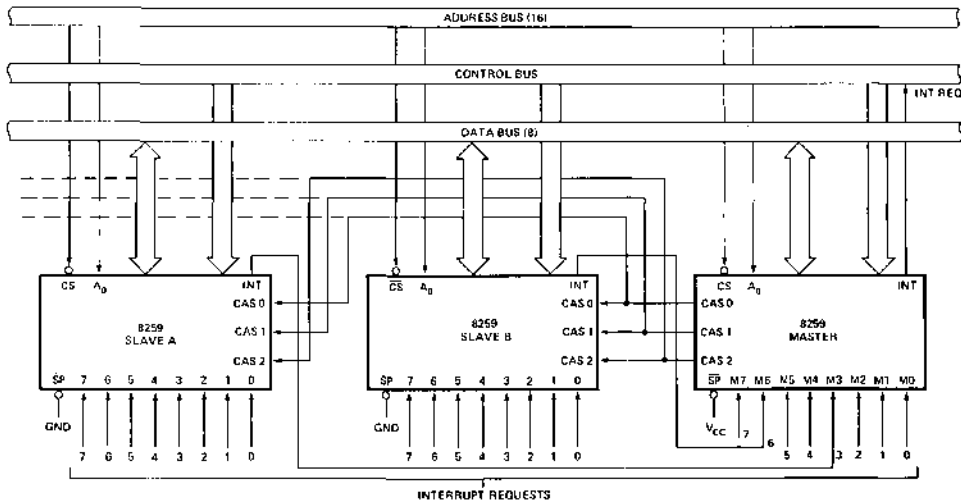 ADDRESS BUS (16)
CONTROL BUS
INT REQ
DATA BUS (8)
CS A0 INT
CAS 0
8259
SLAVE A
CAS 1
CAS 2
SP 7 6 5 4 3 2 1 0
GND
7 6 5 4 3 2 1 0
CS A0 INT
CAS 0
8259
SLAVE B
CAS 1
CAS 2
SP 7 6 5 4 3 2 1 0
GND
7 6 5 4 3 2 1 0
CS A0 INT
CAS 0
8259
MASTER
CAS 1
CAS 2
SP M7 M6 M5 M4 M3 M2 M1 M0
VCC
7 6 5 4 3 2 1 0
INTERRUPT REQUESTS